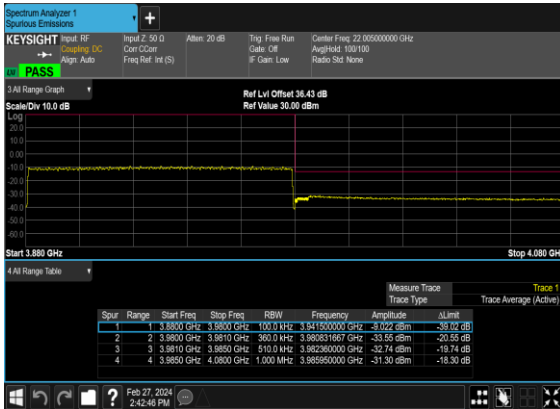 Spectrum Analyzer 1
Spurious Emissions
KEYSIGHT Input: RF Input Z: 50 Ω Atten: 20 dB Trig: Free Run Center Freq: 22.005000000 GHz
Coupling: DC Corr CCorr Gate: Off Avg|Hold: 100/100
Align: Auto Freq Ref: Int (S) IF Gain: Low Radio Std: None
PASS
3 All Range Graph
Ref Lvl Offset 36.43 dB
Scale/Div 10.0 dB Ref Value 30.00 dBm
Log
20.0
10.0
0.00
-10.0
-20.0
-30.0
-40.0
-50.0
-60.0
Start 3.880 GHz Stop 4.080 GH
4 All Range Table
Measure Trace Trace 1
Trace Type Trace Average (Active)
Spur Range Start Freq Stop Freq RBW Frequency Amplitude ΔLimit
1 1 3.8800 GHz 3.9800 GHz 100.0 kHz 3.941500000 GHz -9.022 dBm -39.02 dB
2 2 3.9800 GHz 3.9810 GHz 360.0 kHz 3.980831667 GHz -33.55 dBm -20.55 dB
3 3 3.9810 GHz 3.9850 GHz 510.0 kHz 3.982360000 GHz -32.74 dBm -19.74 dB
4 4 3.9850 GHz 4.0800 GHz 1.000 MHz 3.985950000 GHz -31.30 dBm -18.30 dB
Feb 27, 2024
2:42:46 PM